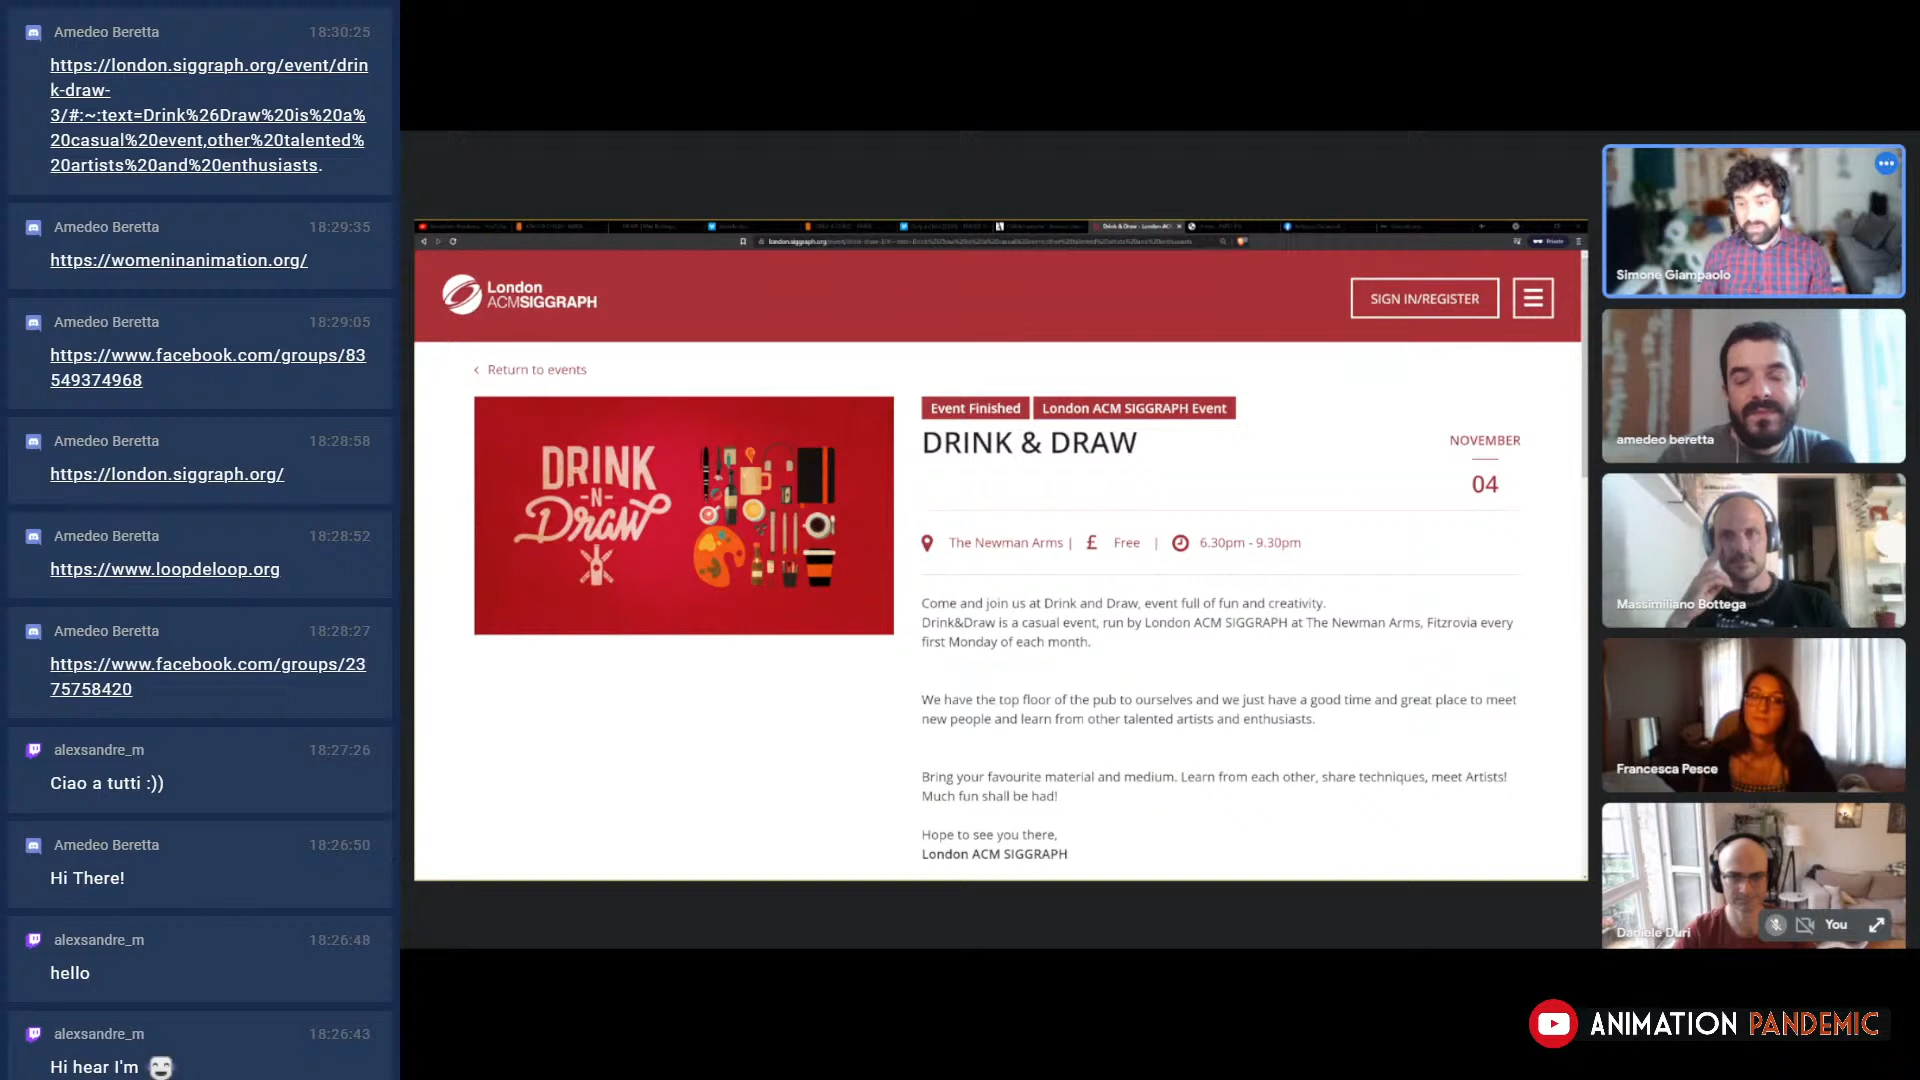 Amedeo Beretta 18:30:25
https://london.siggraph.org/event/drin
k-draw-
3/#:~:text=Drink%26Draw%20is%20a%
20casual%20event,other%20talented%
20artists%20and%20enthusiasts.
Amedeo Beretta 18:29:35
https://womeninanimation.org/
Amedeo Beretta 18:29:05
https://www.facebook.com/groups/83
549374968
Amedeo Beretta 18:28:58
https://london.siggraph.org/
Amedeo Beretta 18:28:52
https://www.loopdeloop.org
Amedeo Beretta 18:28:27
https://www.facebook.com/groups/23
75758420
alexsandre_m 18:27:26
Ciao a tutti :))
Amedeo Beretta 18:26:50
Hi There!
alexsandre_m 18:26:48
hello
alexsandre_m 18:26:43
Hi hear I'm
Drink & Draw - London AC
Private
London
ACMSIGGRAPH
SIGN IN/REGISTER
Return to events
DRINK
-N-
Draw
Event Finished London ACM SIGGRAPH Event
DRINK & DRAW
NOVEMBER
04
The Newman Arms | £ Free | 6.30pm - 9.30pm
Come and join us at Drink and Draw, event full of fun and creativity.
Drink&Draw is a casual event, run by London ACM SIGGRAPH at The Newman Arms, Fitzrovia every
first Monday of each month.
We have the top floor of the pub to ourselves and we just have a good time and great place to meet
new people and learn from other talented artists and enthusiasts.
Bring your favourite material and medium. Learn from each other, share techniques, meet Artists!
Much fun shall be had!
Hope to see you there,
London ACM SIGGRAPH
Simone Giampaolo
amedeo beretta
Massimiliano Bottega
Francesca Pesce
Daniele Duri
You
ANIMATION PANDEMIC